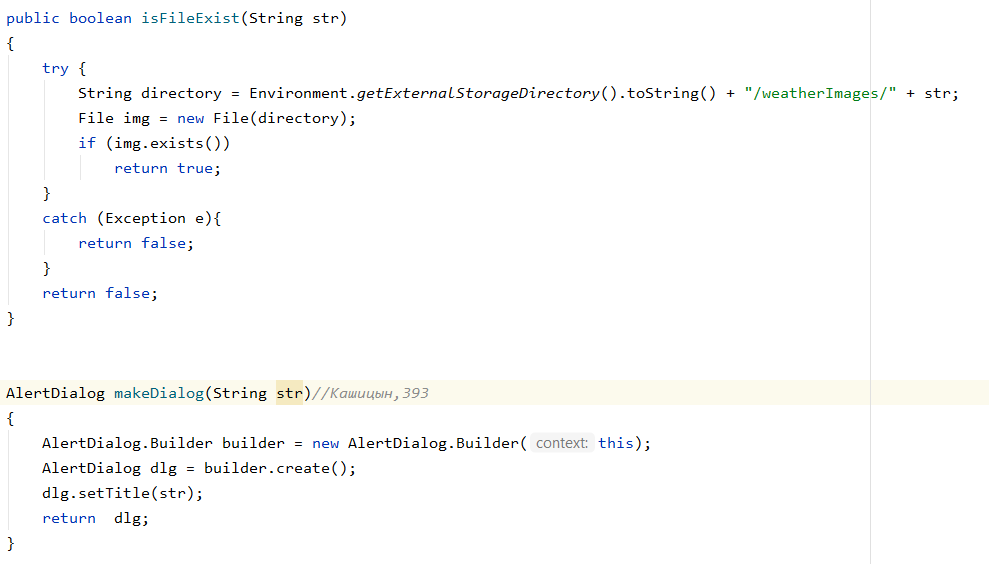 public boolean isFileExist(String str)
{
try {
String directory = Environment.getExternalStorageDirectory().toString() + "/weatherImages/" + str;
File img = new File(directory);
if (img.exists())
return true;
}
catch (Exception e){
return false;
}
return false;
}
AlertDialog makeDialog(String str)//Кашицын,393
{
AlertDialog.Builder builder = new AlertDialog.Builder( context: this);
AlertDialog dlg = builder.create();
dlg.setTitle(str);
return  dlg;
}